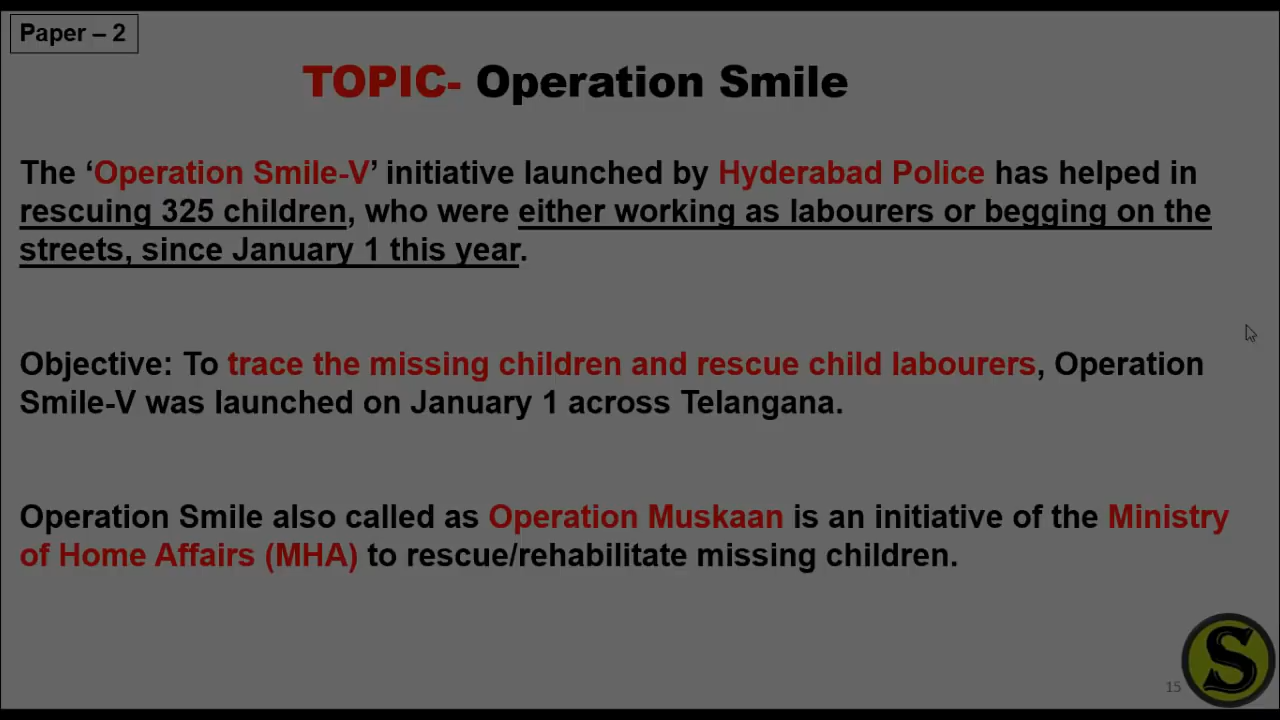 Paper – 2
TOPIC- Operation Smile
The ‘Operation Smile-V’ initiative launched by Hyderabad Police has helped in
rescuing 325 children, who were either working as labourers or begging on the
streets, since January 1 this year.
Objective: To trace the missing children and rescue child labourers, Operation
Smile-V was launched on January 1 across Telangana.
Operation Smile also called as Operation Muskaan is an initiative of the Ministry
of Home Affairs (MHA) to rescue/rehabilitate missing children.
15
S